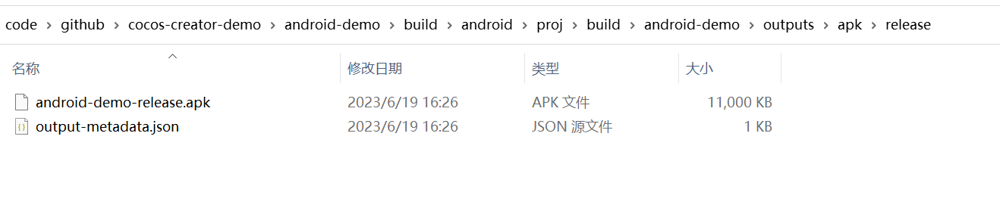 code > github > cocos-creator-demo > android-demo > build > android > proj > build > android-demo > outputs > apk > release
名称 修改日期 类型 大小
android-demo-release.apk 2023/6/19 16:26 APK 文件 11,000 KB
output-metadata.json 2023/6/19 16:26 JSON 源文件 1 KB